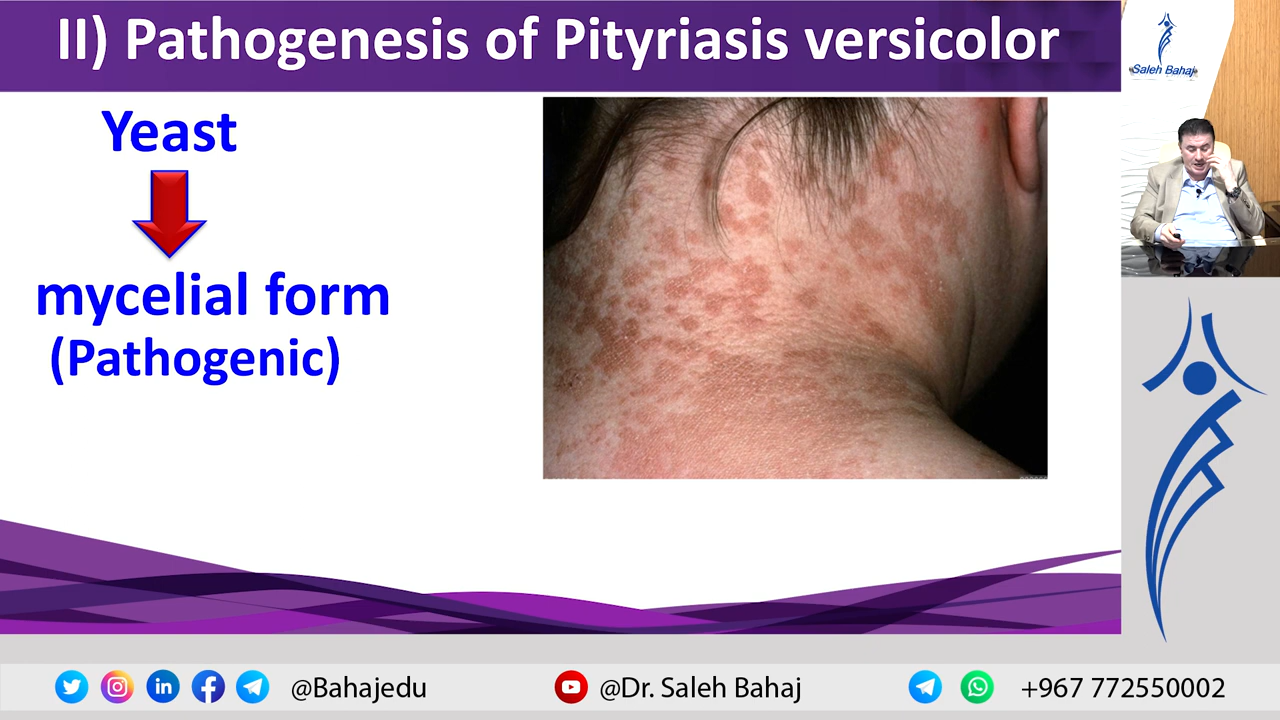 II) Pathogenesis of Pityriasis versicolor
Saleh Bahaj
Yeast
mycelial form
(Pathogenic)
@Bahajedu
@Dr. Saleh Bahaj
+967 772550002